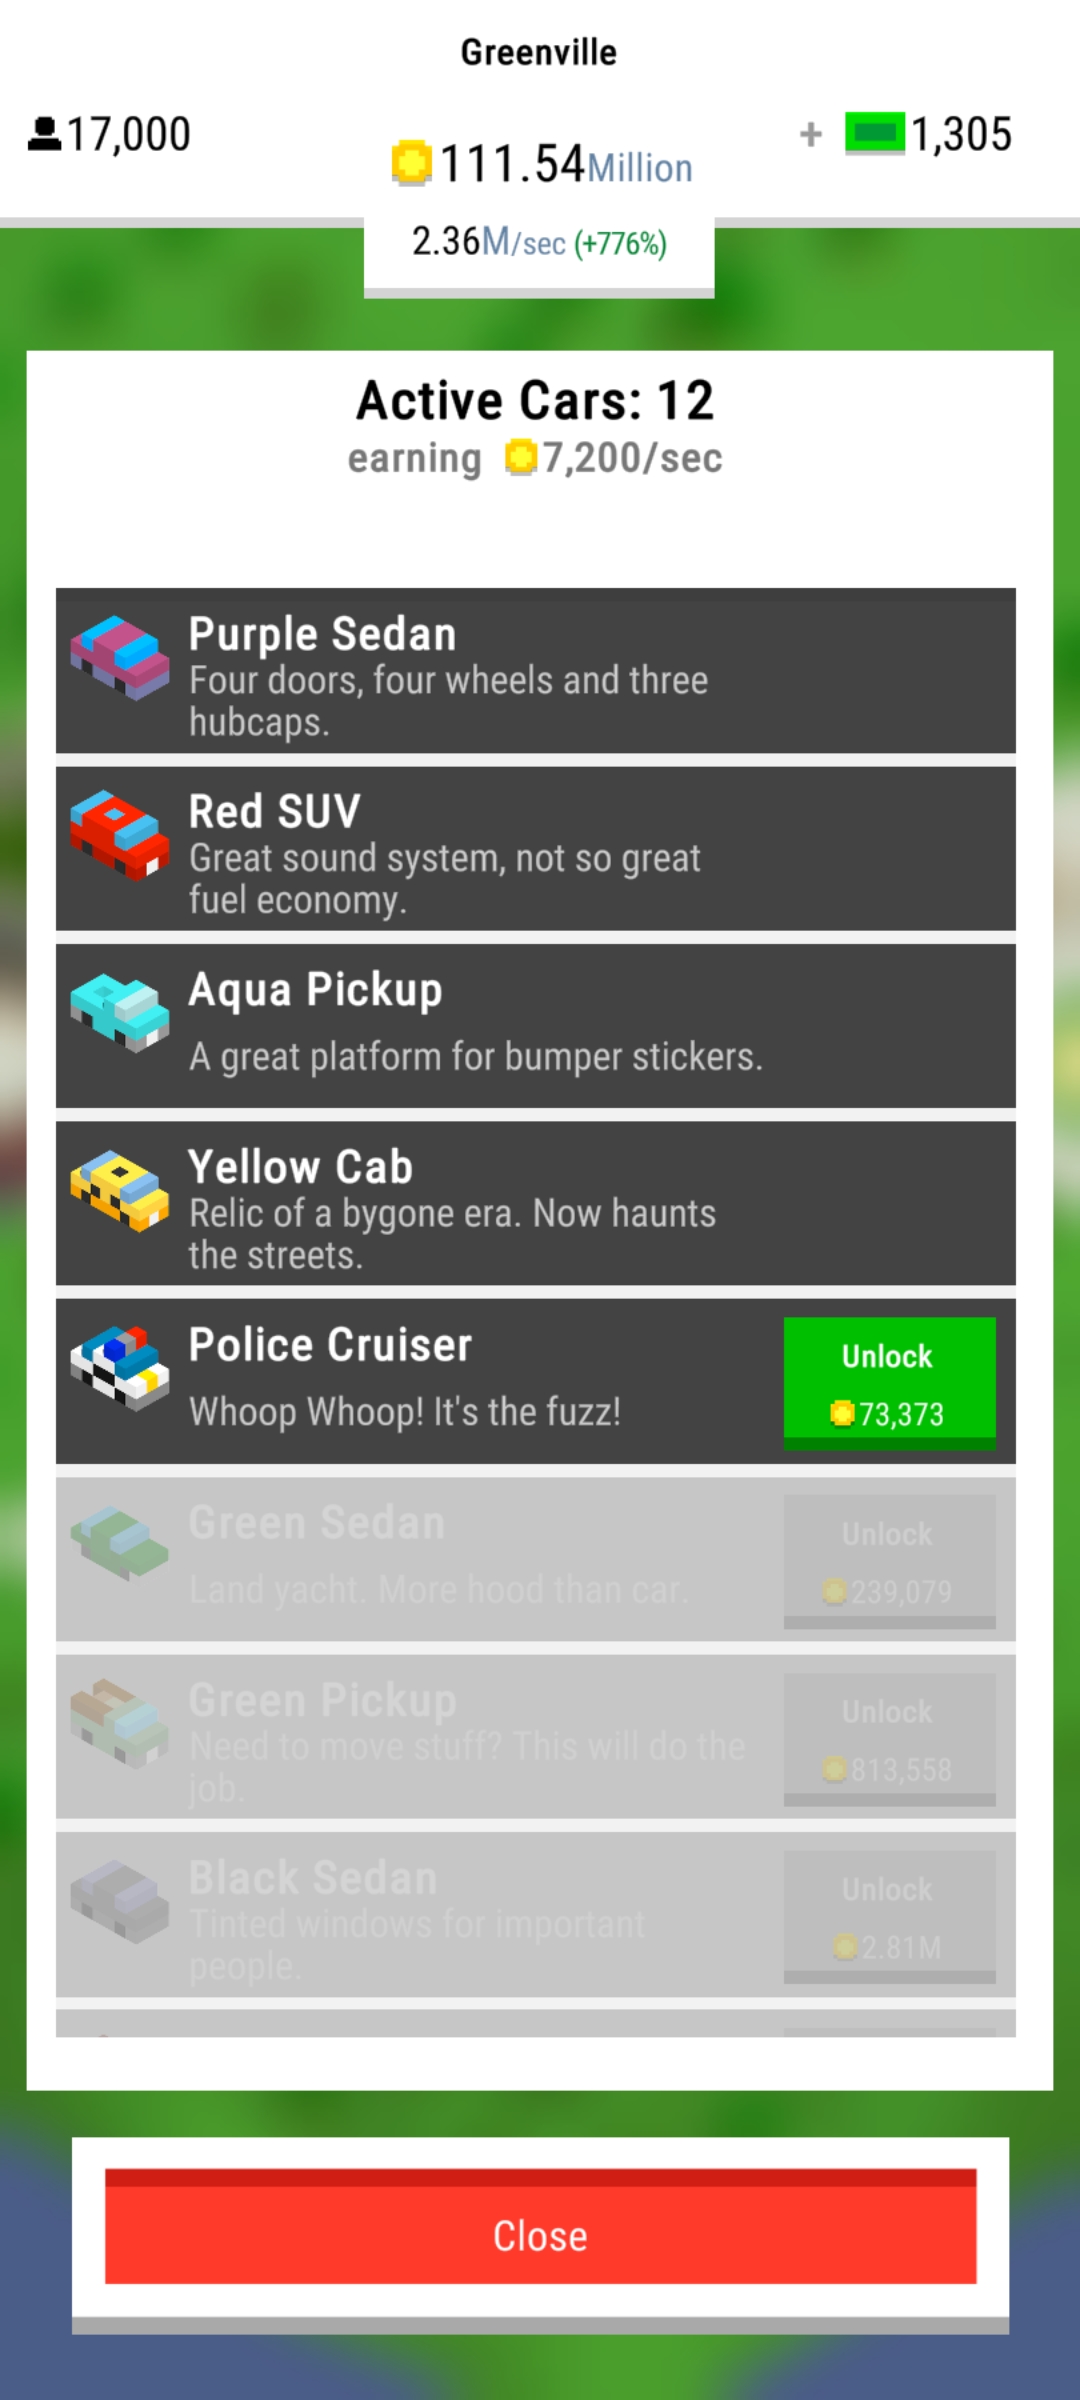 Greenville
17,000
111.54Million
+ 1,305
2.36M/sec (+776%)
Active Cars: 12
earning 7,200/sec
Purple Sedan
Four doors, four wheels and three
hubcaps.
Red SUV
Great sound system, not so great
fuel economy.
Aqua Pickup
A great platform for bumper stickers.
Yellow Cab
Relic of a bygone era. Now haunts
the streets.
Police Cruiser
Whoop Whoop! It's the fuzz!
Unlock
73,373
Green Sedan
Land yacht. More hood than car.
Unlock
239,079
Green Pickup
Need to move stuff? This will do the
job.
Unlock
813,558
Black Sedan
Tinted windows for important
people.
Unlock
2.81M
Close